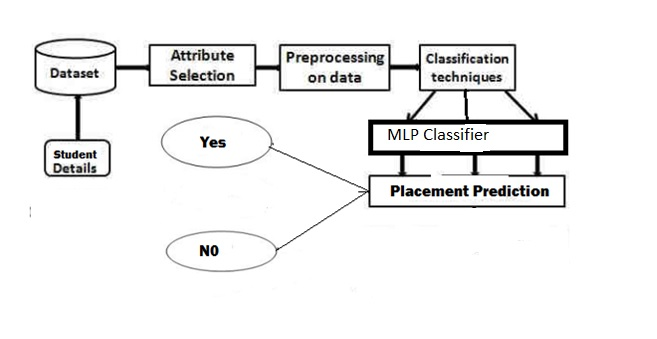 Dataset
Attribute
Selection
Preprocessing
on data
Classification
techniques
Student
Details
Yes
MLP Classifier
Placement Prediction
N0